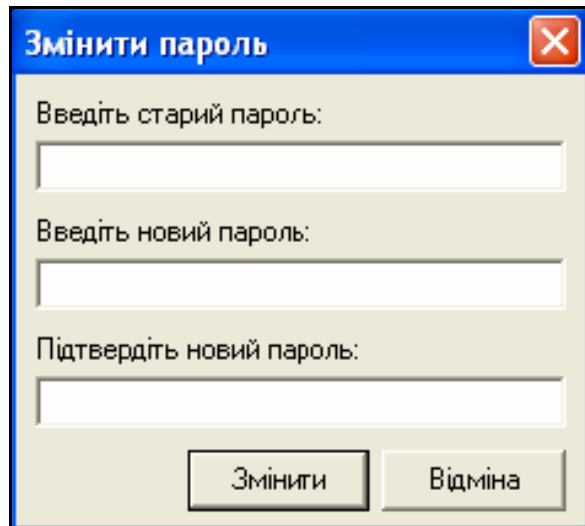 Змінити пароль
Введіть старий пароль:
Введіть новий пароль:
Підтвердіть новий пароль:
Змінити Відміна